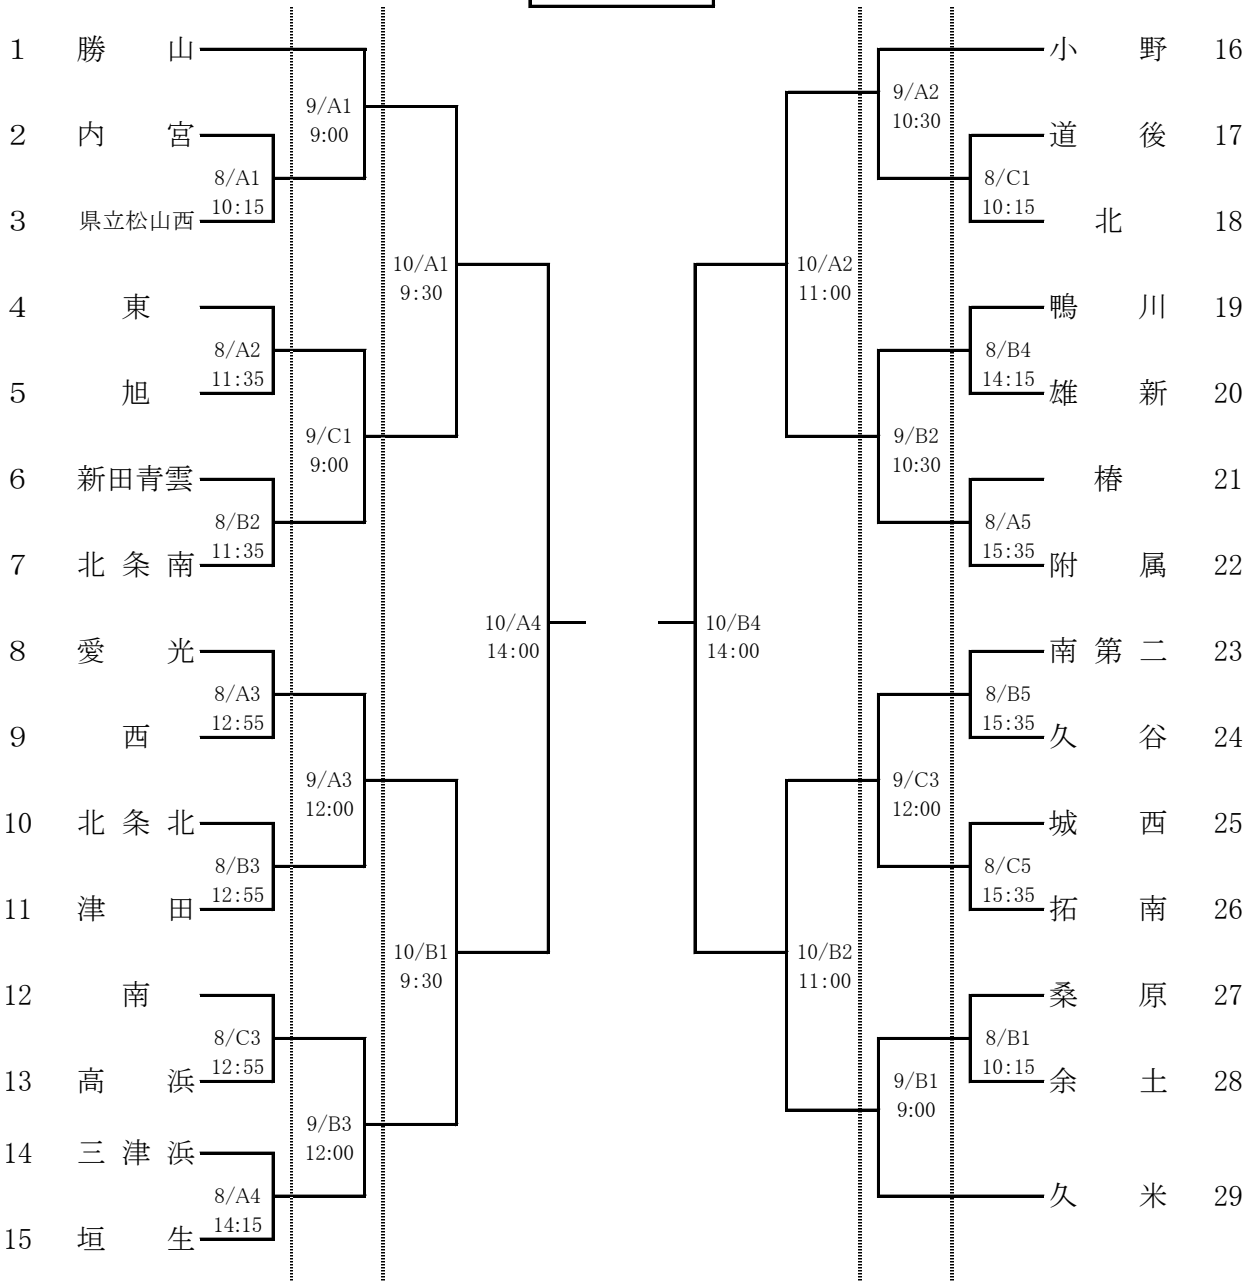 1 勝山
9/A1
9:00
2 内宮
8/A1
10:15
3 県立松山西
10/A1
9:30
4 東
8/A2
11:35
5 旭
9/C1
9:00
6 新田青雲
8/B2
11:35
7 北条南
10/A4
14:00
8 愛光
8/A3
12:55
9 西
9/A3
12:00
10 北条北
8/B3
12:55
11 津田
10/B1
9:30
12 南
8/C3
12:55
13 高浜
9/B3
12:00
14 三津浜
8/A4
14:15
15 垣生
小野 16
9/A2
10:30
道後 17
8/C1
10:15
北 18
10/A2
11:00
鴨川 19
8/B4
14:15
雄新 20
9/B2
10:30
椿 21
8/A5
15:35
附属 22
10/B4
14:00
南第二 23
8/B5
15:35
久谷 24
9/C3
12:00
城西 25
8/C5
15:35
拓南 26
10/B2
11:00
桑原 27
8/B1
10:15
余土 28
9/B1
9:00
久米 29